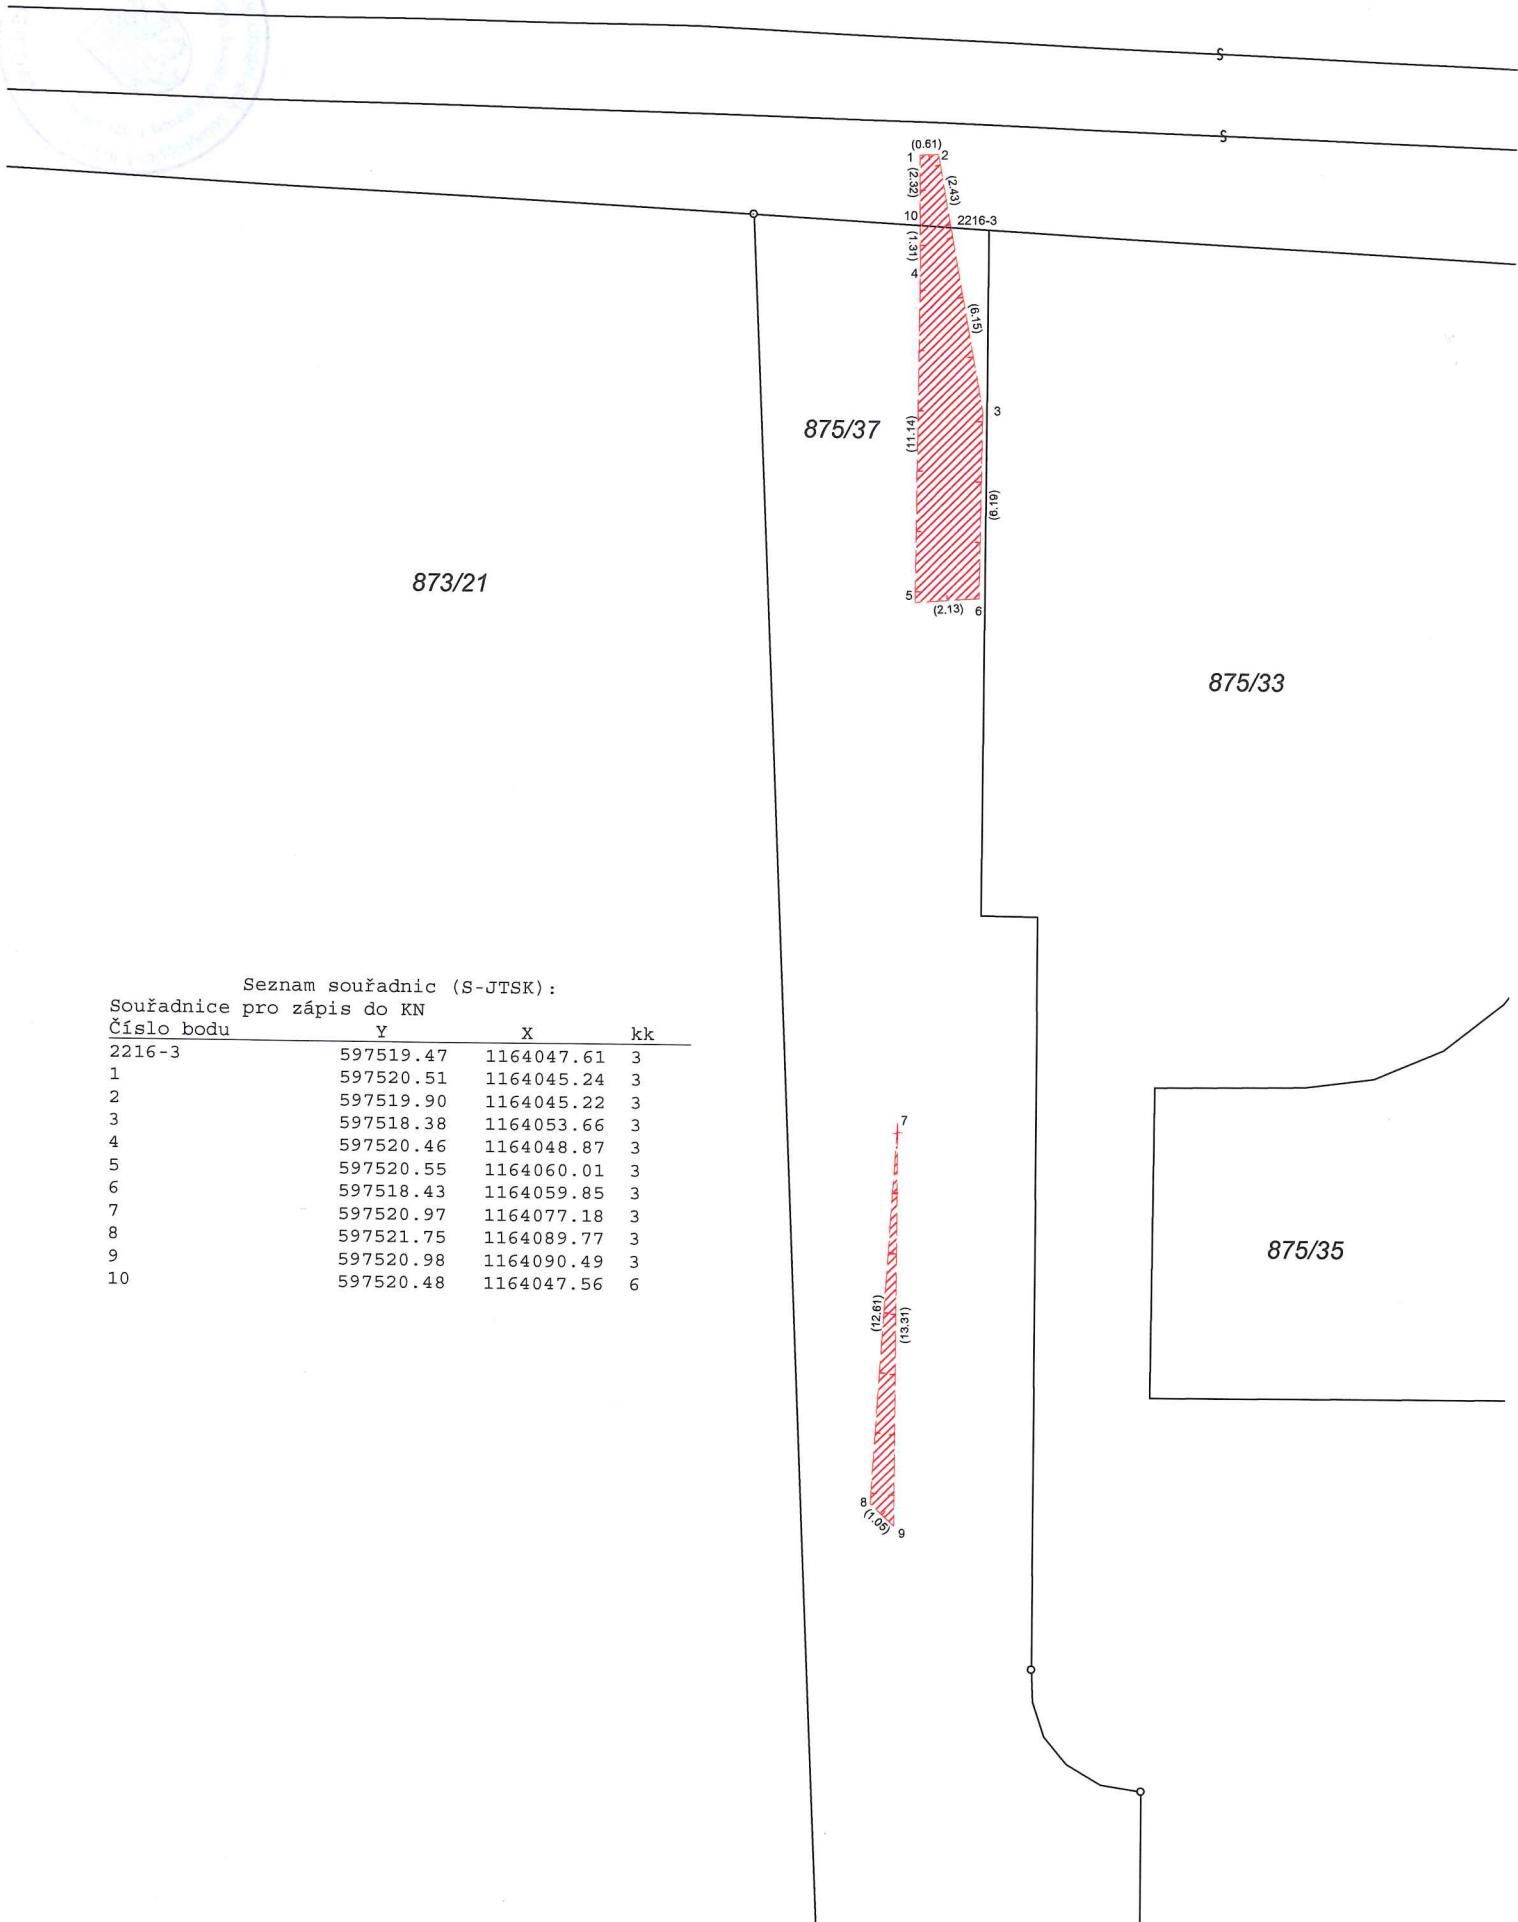 (0.61)
1
2
(2.32)
(2.43)
10
2216-3
(1.31)
4
(6.15)
3
875/37
(11.14)
(6.19)
873/21
5
(2.13)
6
875/33
Seznam souřadnic (S-JTSK):
Souřadnice pro zápis do KN
Číslo bodu Y X kk
2216-3 597519.47 1164047.61 3
1 597520.51 1164045.24 3
2 597519.90 1164045.22 3
3 597518.38 1164053.66 3
4 597520.46 1164048.87 3
5 597520.55 1164060.01 3
6 597518.43 1164059.85 3
7 597520.97 1164077.18 3
8 597521.75 1164089.77 3
9 597520.98 1164090.49 3
10 597520.48 1164047.56 6
7
875/35
(12.61)
(13.31)
8
(1.05)
9